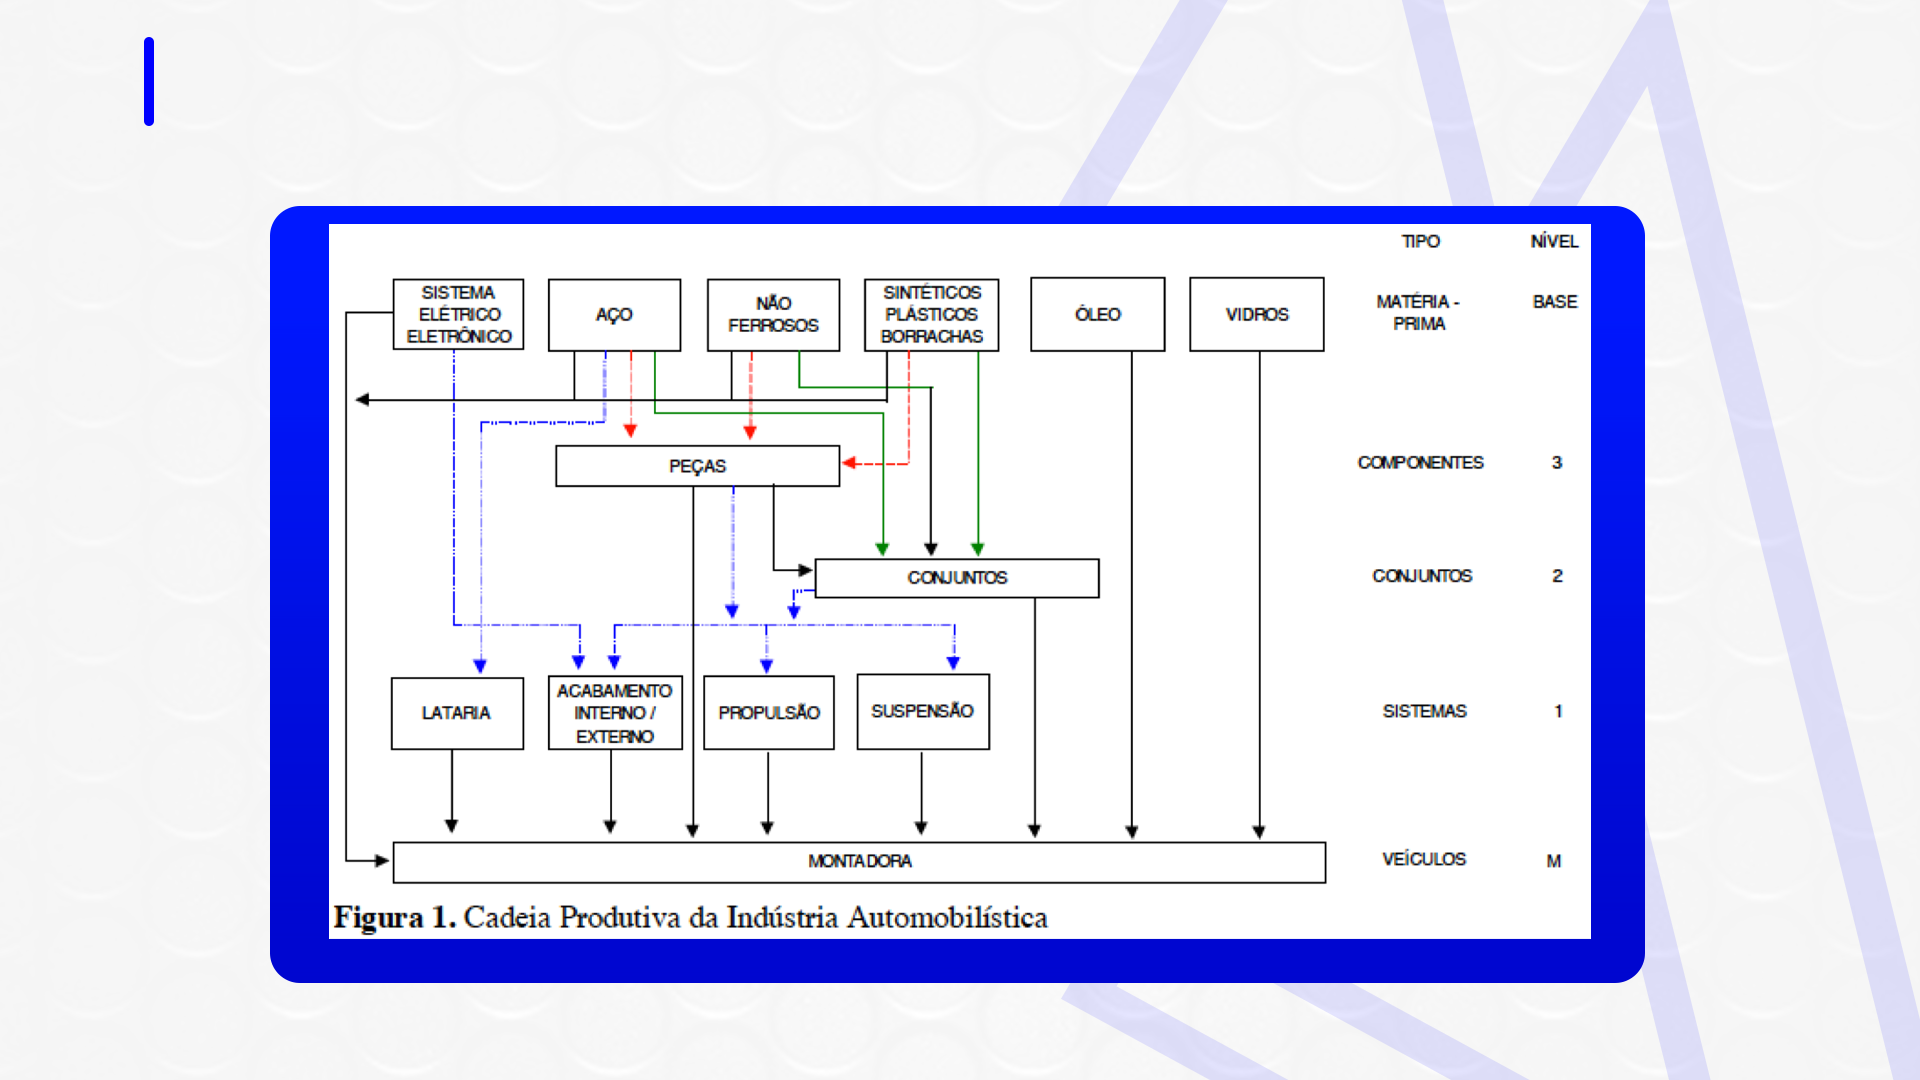 TIPO NÍVEL
SISTEMA
ELÉTRICO
ELETRÔNICO
AÇO
NÃO
FERROSOS
SINTÉTICOS
PLÁSTICOS
BORRACHAS
ÓLEO
VIDROS
MATÉRIA -
PRIMA
BASE
PEÇAS
COMPONENTES 3
CONJUNTOS
CONJUNTOS 2
LATARIA
ACABAMENTO
INTERNO /
EXTERNO
PROPULSÃO
SUSPENSÃO
SISTEMAS 1
MONTADORA
VEÍCULOS M
Figura 1. Cadeia Produtiva da Indústria Automobilística